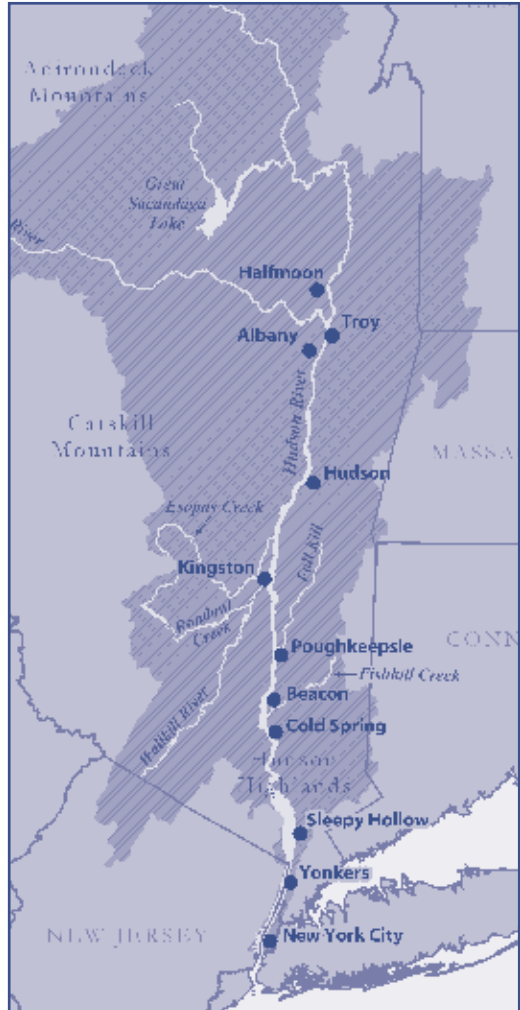 Adirondack
Mountains
Great
Sacandaga
Lake
River
Halfmoon
Troy
Albany
Hudson River
Catskill
Mountains
MASSA
Hudson
Esopus Creek
Fall Kill
Kingston
Rondout
Creek
CONN
Poughkeepsie
Fishkill Creek
Wallkill River
Beacon
Cold Spring
Hudson
Highlands
Sleepy Hollow
Yonkers
NEW JERSEY
New York City